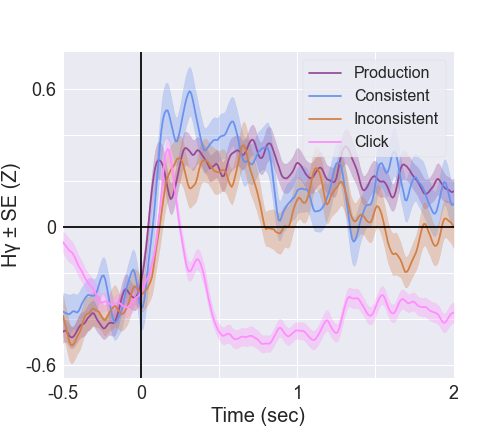 Production
Consistent
Inconsistent
Click
Hγ ± SE (Z)
0.6
0
-0.6
-0.5
0
1
2
Time (sec)